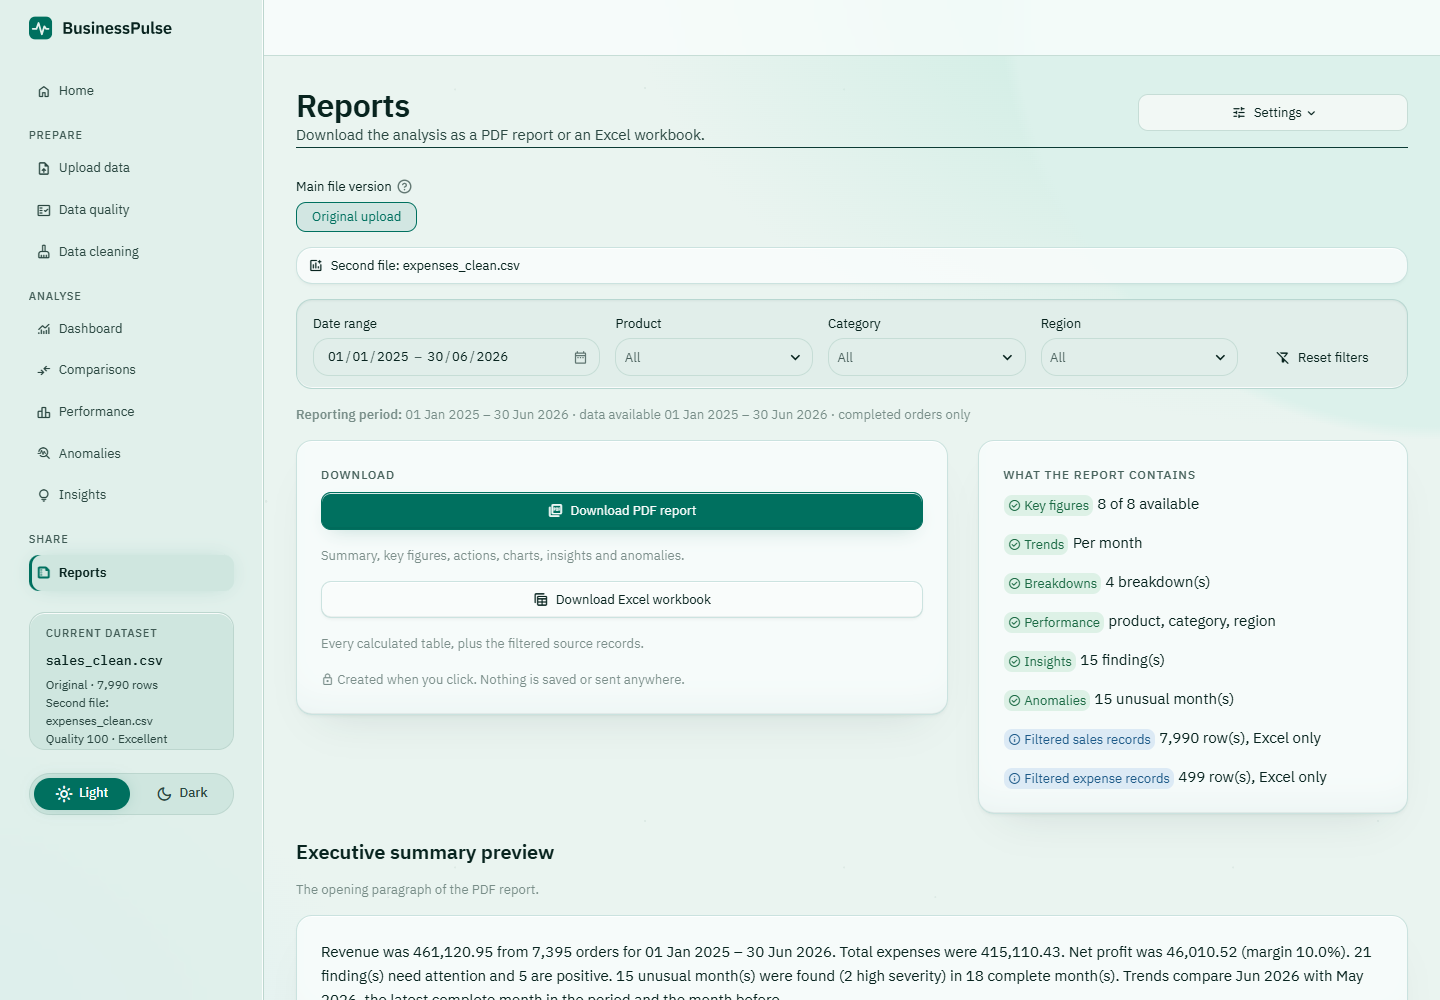 BusinessPulse
Home
PREPARE
Upload data
Data quality
Data cleaning
ANALYSE
Dashboard
Comparisons
Performance
Anomalies
Insights
SHARE
Reports
CURRENT DATASET
sales_clean.csv
Original · 7,990 rows
Second file:
expenses_clean.csv
Quality 100 · Excellent
Light
Dark
Reports
Download the analysis as a PDF report or an Excel workbook.
Settings
Main file version
Original upload
Second file: expenses_clean.csv
Date range
Product
Category
Region
01/01/2025 – 30/06/2026
All
All
All
Reset filters
Reporting period: 01 Jan 2025 – 30 Jun 2026 · data available 01 Jan 2025 – 30 Jun 2026 · completed orders only
DOWNLOAD
Download PDF report
Summary, key figures, actions, charts, insights and anomalies.
Download Excel workbook
Every calculated table, plus the filtered source records.
Created when you click. Nothing is saved or sent anywhere.
WHAT THE REPORT CONTAINS
Key figures 8 of 8 available
Trends Per month
Breakdowns 4 breakdown(s)
Performance product, category, region
Insights 15 finding(s)
Anomalies 15 unusual month(s)
Filtered sales records 7,990 row(s), Excel only
Filtered expense records 499 row(s), Excel only
Executive summary preview
The opening paragraph of the PDF report.
Revenue was 461,120.95 from 7,395 orders for 01 Jan 2025 – 30 Jun 2026. Total expenses were 415,110.43. Net profit was 46,010.52 (margin 10.0%). 21
finding(s) need attention and 5 are positive. 15 unusual month(s) were found (2 high severity) in 18 complete month(s). Trends compare Jun 2026 with May
2026, the latest complete month in the period and the month before.